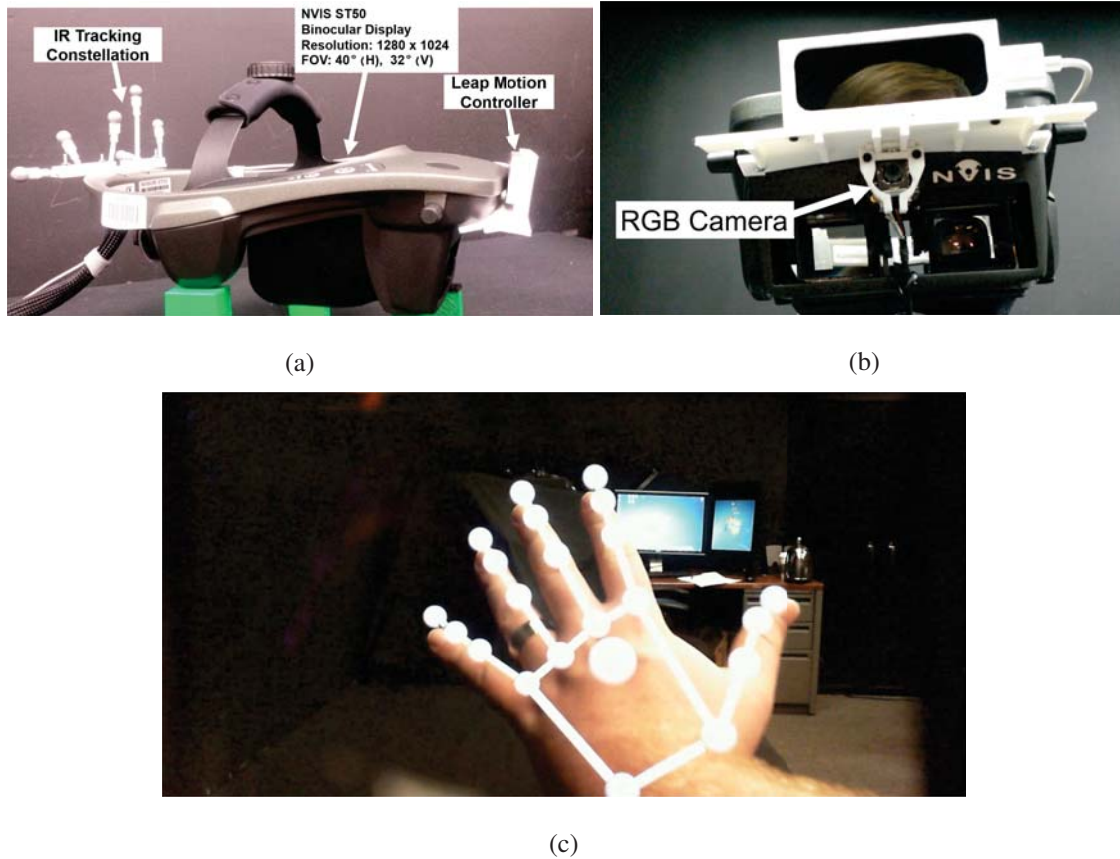 IR Tracking
Constellation
NVIS ST50
Binocular Display
Resolution: 1280 x 1024
FOV: 40° (H), 32° (V)
Leap Motion
Controller
(a)
NVIS
RGB Camera
(b)
(c)